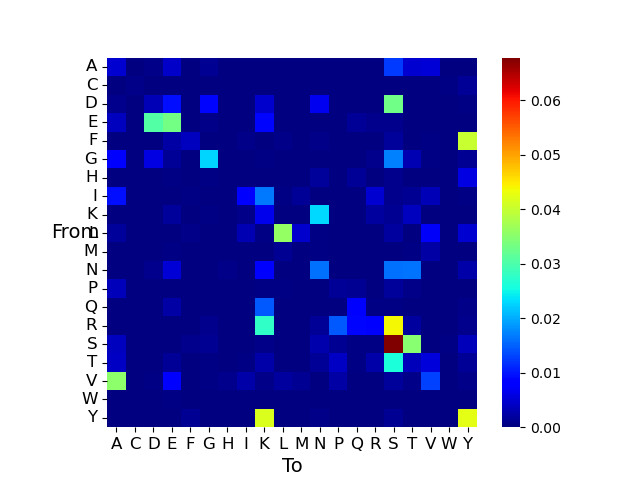 A
C
D
E
F
G
H
I
K
From
L
M
N
P
Q
R
S
T
V
W
Y
A C D E F G H I K L M N P Q R S T V W Y
To
0.06
0.05
0.04
0.03
0.02
0.01
0.00